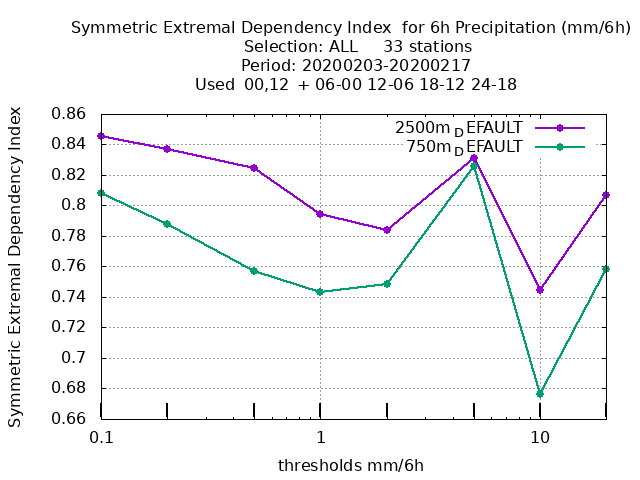 Symmetric Extremal Dependency Index  for 6h Precipitation (mm/6h)
Selection: ALL     33 stations
Period: 20200203-20200217
Used  00,12  + 06-00 12-06 18-12 24-18
Symmetric Extremal Dependency Index
0.86
0.84
0.82
0.8
0.78
0.76
0.74
0.72
0.7
0.68
0.66
2500m_DEFAULT
750m_DEFAULT
0.1 1 10
thresholds mm/6h